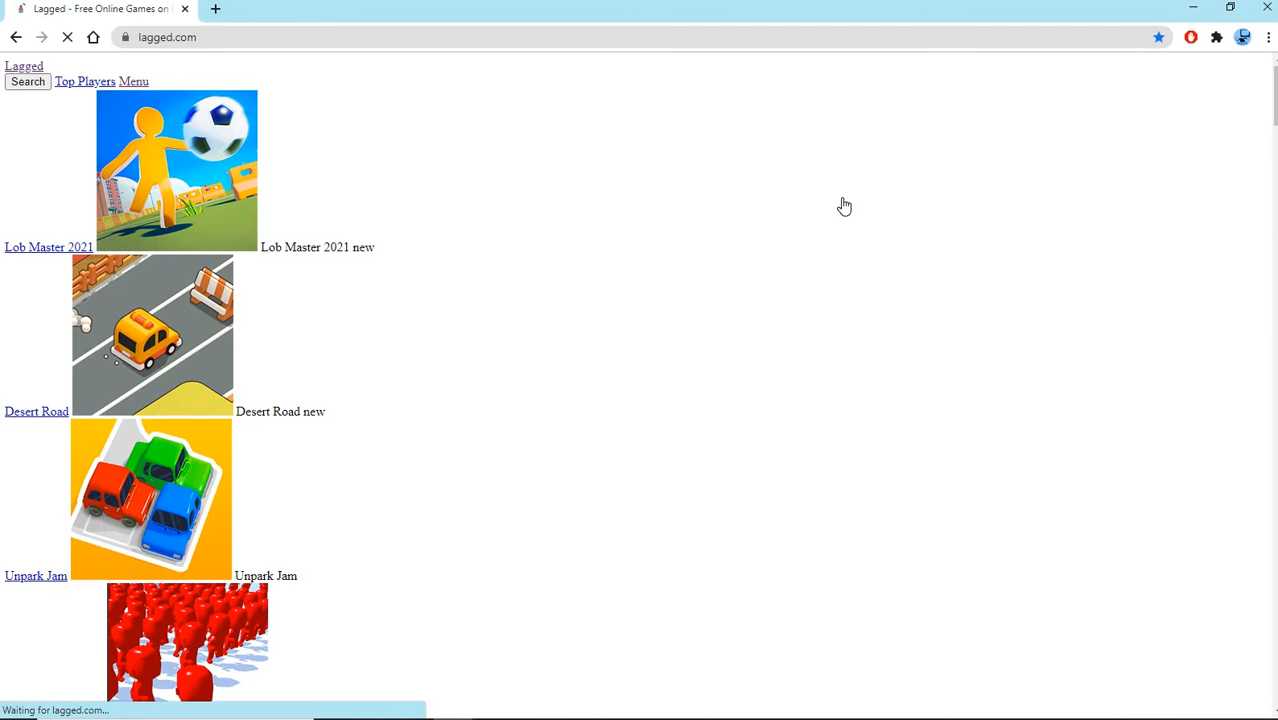 Lagged - Free Online Games on
lagged.com
Lagged
Search Top Players Menu
Lob Master 2021 Lob Master 2021 new
Desert Road Desert Road new
Unpark Jam Unpark Jam
Waiting for lagged.com...